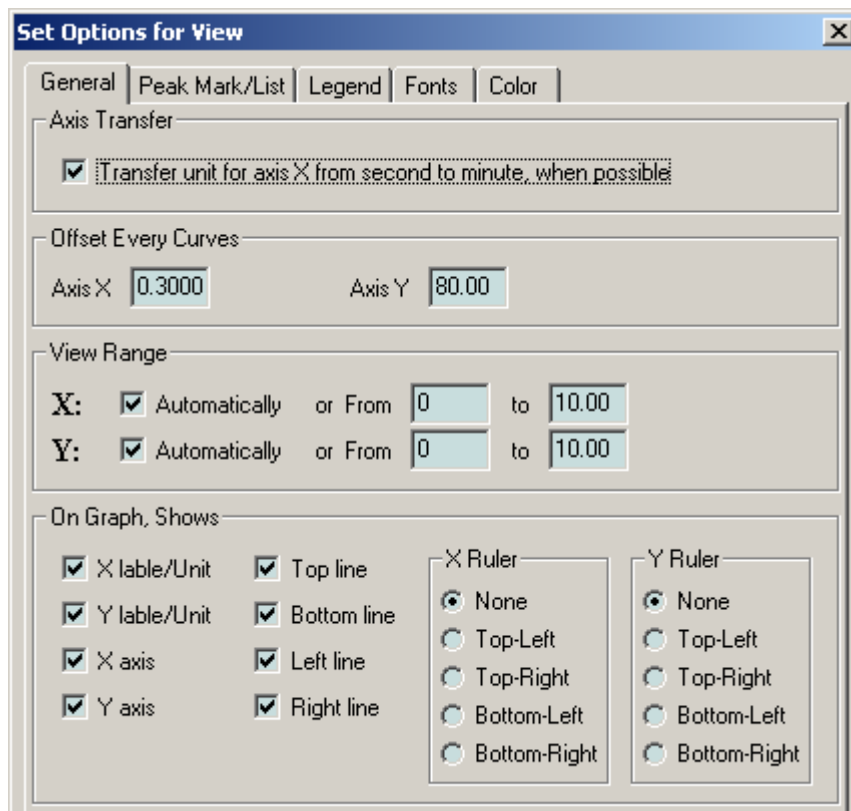 Set Options for View
General Peak Mark/List Legend Fonts Color
Axis Transfer
Transfer unit for axis X from second to minute, when possible
Offset Every Curves
Axis X 0.3000 Axis Y 80.00
View Range
X: Automatically or From 0 to 10.00
Y: Automatically or From 0 to 10.00
On Graph, Shows
X lable/Unit
Y lable/Unit
X axis
Y axis
Top line
Bottom line
Left line
Right line
X Ruler
None
Top-Left
Top-Right
Bottom-Left
Bottom-Right
Y Ruler
None
Top-Left
Top-Right
Bottom-Left
Bottom-Right